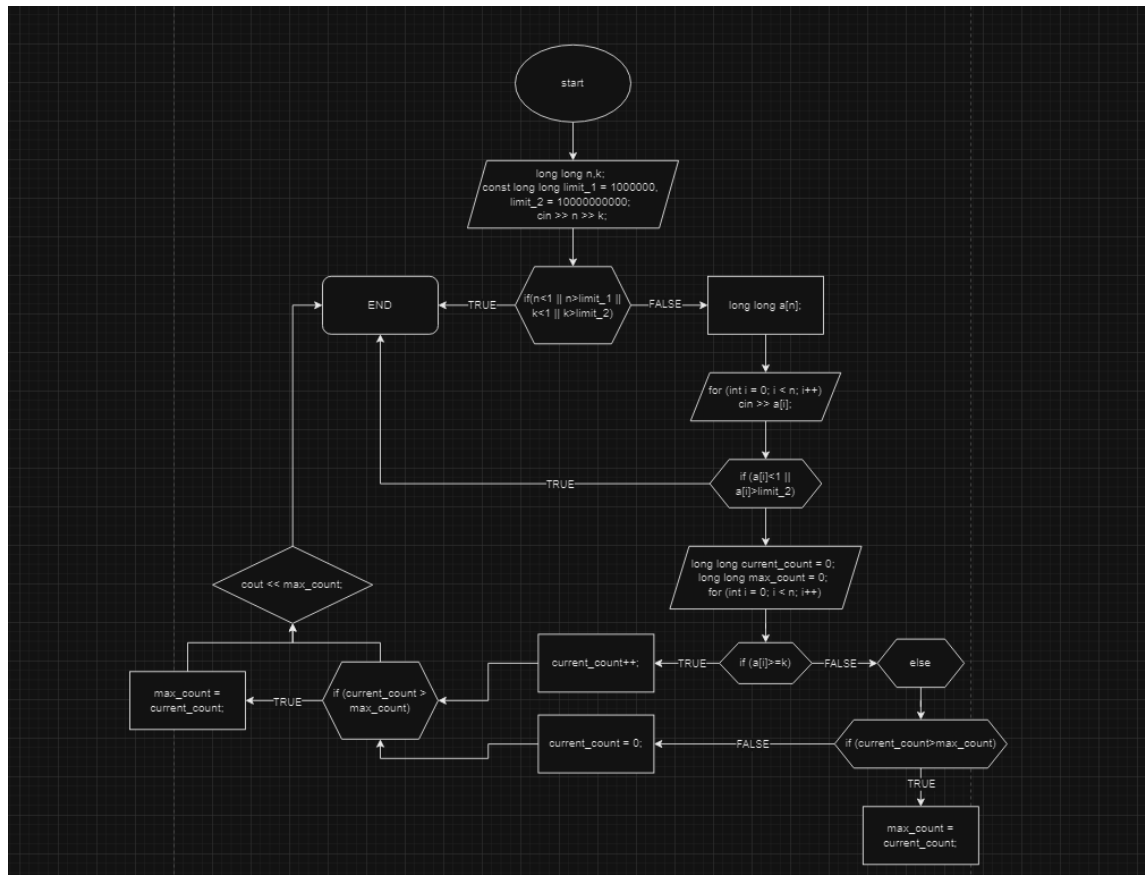 start
long long n,k;
const long long limit_1 = 1000000,
limit_2 = 10000000000;
cin >> n >> k;
END
TRUE
if(n<1 || n>limit_1 ||
k<1 || k>limit_2)
FALSE
long long a[n];
for (int i = 0; i < n; i++)
cin >> a[i];
if (a[i]<1 ||
a[i]>limit_2)
TRUE
long long current_count = 0;
long long max_count = 0;
for (int i = 0; i < n; i++)
cout << max_count;
current_count++;
TRUE
if (a[i]>=k)
FALSE
else
max_count =
current_count;
TRUE
if (current_count >
max_count)
current_count = 0;
FALSE
if (current_count>max_count)
TRUE
max_count =
current_count;